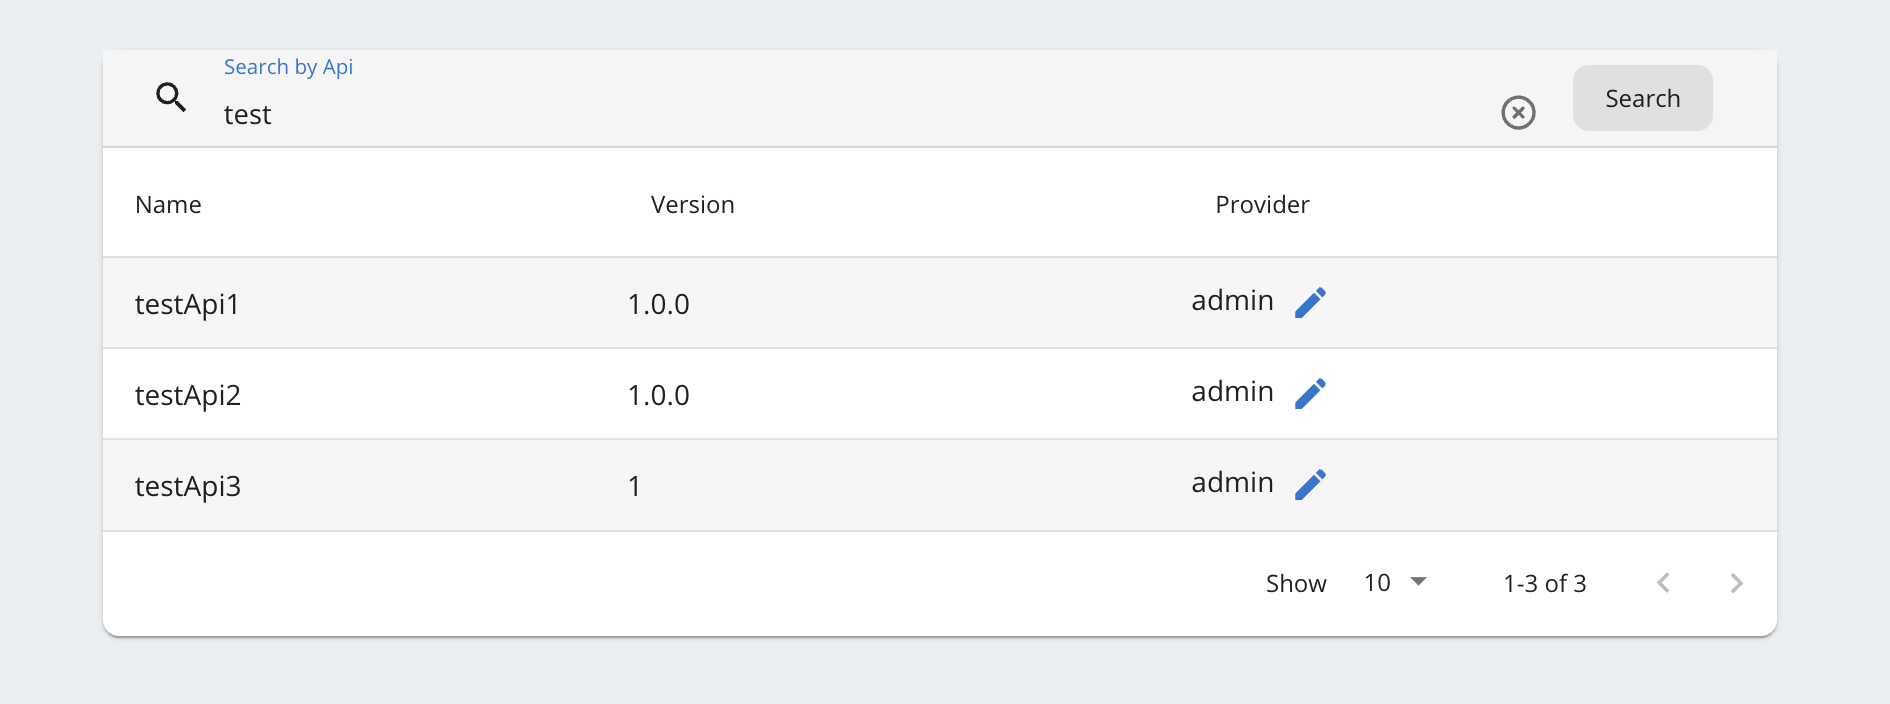 Search by Api
test
Search
Name Version Provider
testApi1 1.0.0 admin
testApi2 1.0.0 admin
testApi3 1 admin
Show 10 1-3 of 3